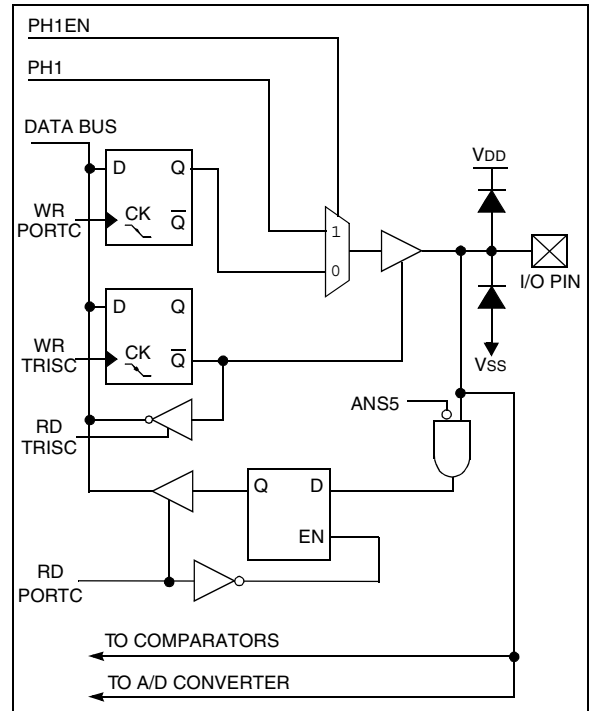 PH1EN
PH1
DATA BUS
D Q
WR
PORTC
CK Q
VDD
1
0
I/O PIN
D Q
WR
TRISC
CK Q
VSS
ANS5
RD
TRISC
Q D
EN
RD
PORTC
TO COMPARATORS
TO A/D CONVERTER